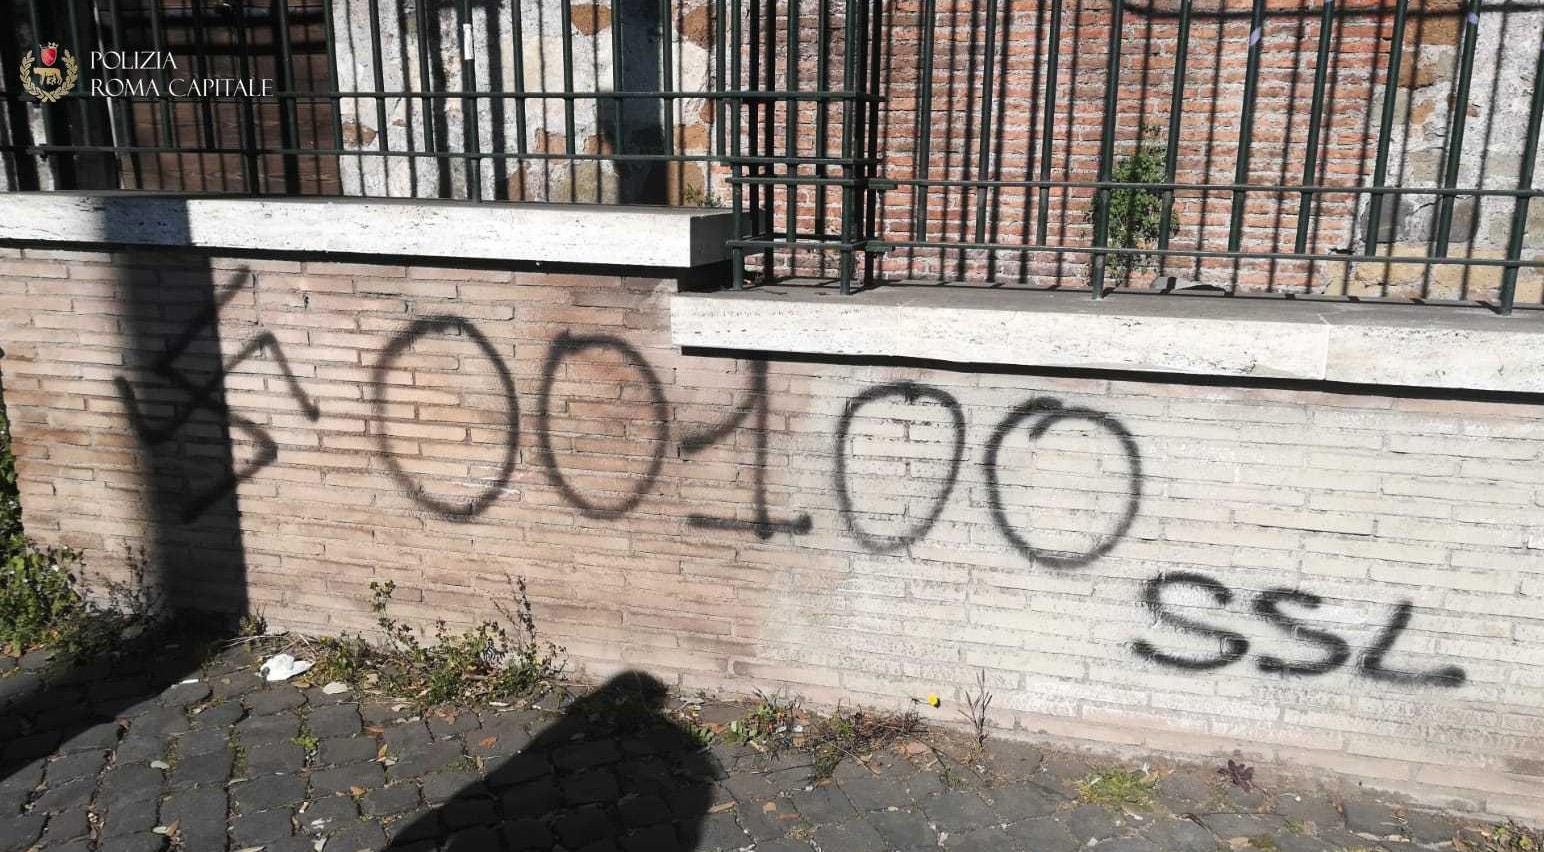 POLIZIA
ROMA CAPITALE
00100
SSL